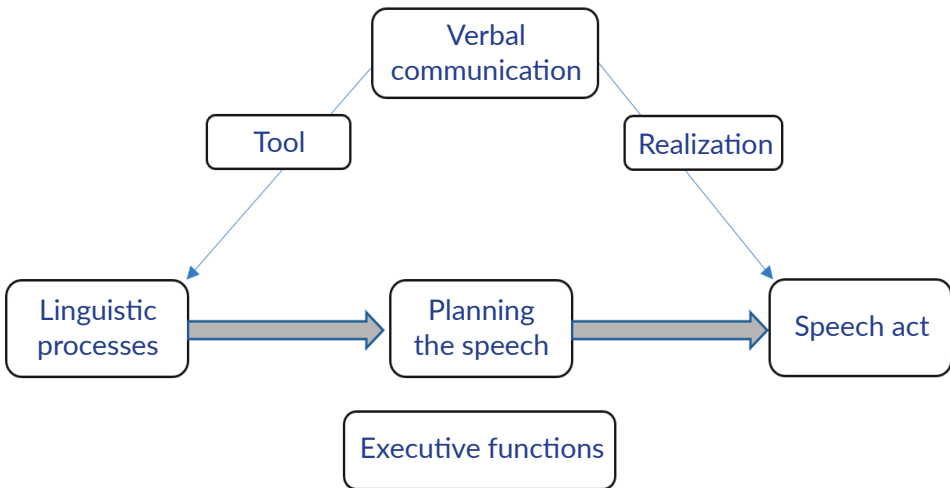 Verbal
communication
Tool
Realization
Linguistic
processes
Planning
the speech
Speech act
Executive functions